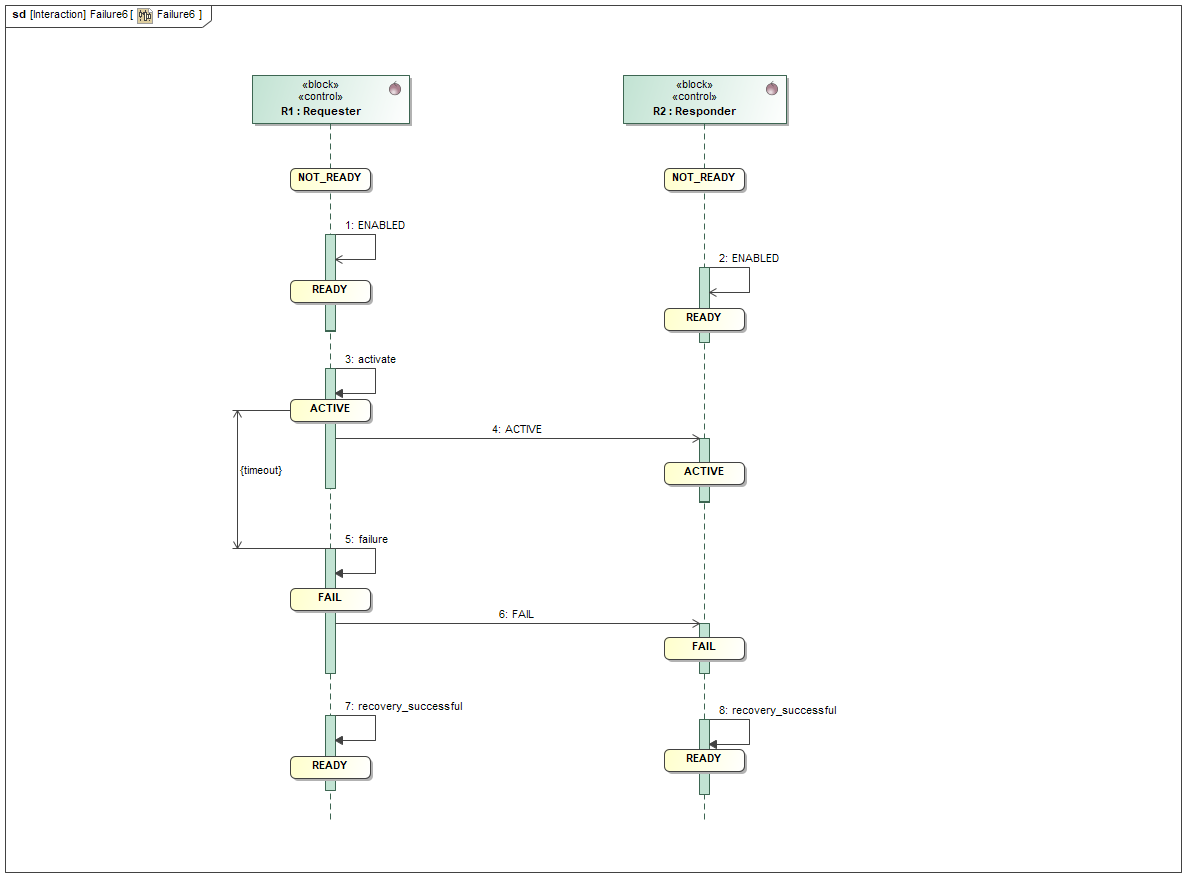 sd [Interaction] Failure6 [ Failure6 ]
«block»
«control»
R1 : Requester
«block»
«control»
R2 : Responder
NOT_READY
NOT_READY
1: ENABLED
2: ENABLED
READY
READY
3: activate
ACTIVE
4: ACTIVE
ACTIVE
{timeout}
5: failure
FAIL
6: FAIL
FAIL
7: recovery_successful
8: recovery_successful
READY
READY